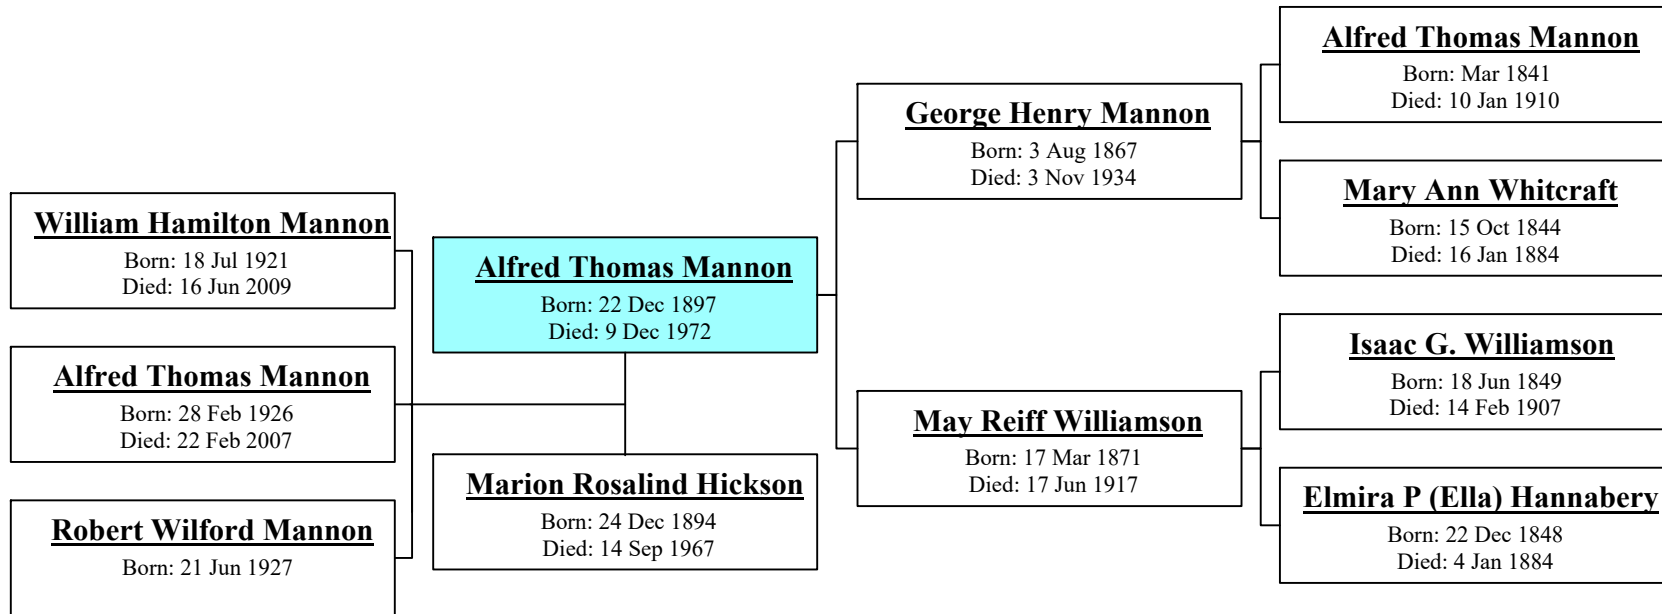 William Hamilton Mannon
Born: 18 Jul 1921
Died: 16 Jun 2009
Alfred Thomas Mannon
Born: 28 Feb 1926
Died: 22 Feb 2007
Robert Wilford Mannon
Born: 21 Jun 1927
Alfred Thomas Mannon
Born: 22 Dec 1897
Died: 9 Dec 1972
Marion Rosalind Hickson
Born: 24 Dec 1894
Died: 14 Sep 1967
George Henry Mannon
Born: 3 Aug 1867
Died: 3 Nov 1934
May Reiff Williamson
Born: 17 Mar 1871
Died: 17 Jun 1917
Alfred Thomas Mannon
Born: Mar 1841
Died: 10 Jan 1910
Mary Ann Whitcraft
Born: 15 Oct 1844
Died: 16 Jan 1884
Isaac G. Williamson
Born: 18 Jun 1849
Died: 14 Feb 1907
Elmira P (Ella) Hannabery
Born: 22 Dec 1848
Died: 4 Jan 1884